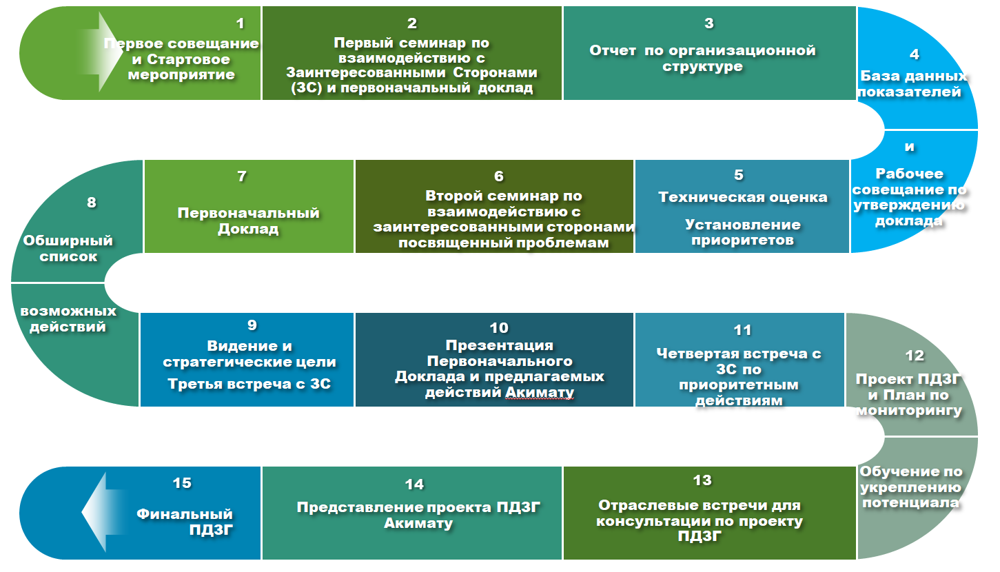 1
Первое совещание
и Стартовое
мероприятие
2
Первый семинар по
взаимодействию с
Заинтересованными Сторонами
(ЗС) и первоначальный доклад
3
Отчет по организационной
структуре
4
База данных
показателей
и
Рабочее
совещание по
утверждению
доклада
5
Техническая оценка
Установление
приоритетов
6
Второй семинар по
взаимодействию с
заинтересованными сторонами
посвященный проблемам
7
Первоначальный
Доклад
8
Обширный
список
возможных
действий
9
Видение и
стратегические цели
Третья встреча с ЗС
10
Презентация
Первоначального
Доклада и предлагаемых
действий Акимату
11
Четвертая встреча с
ЗС по
приоритетным
действиям
12
Проект ПДЗГ
и План по
мониторингу
Обучение по
укреплению
потенциала
13
Отраслевые встречи для
консультации по проекту
ПДЗГ
14
Представление проекта ПДЗГ
Акимату
15
Финальный
ПДЗГ